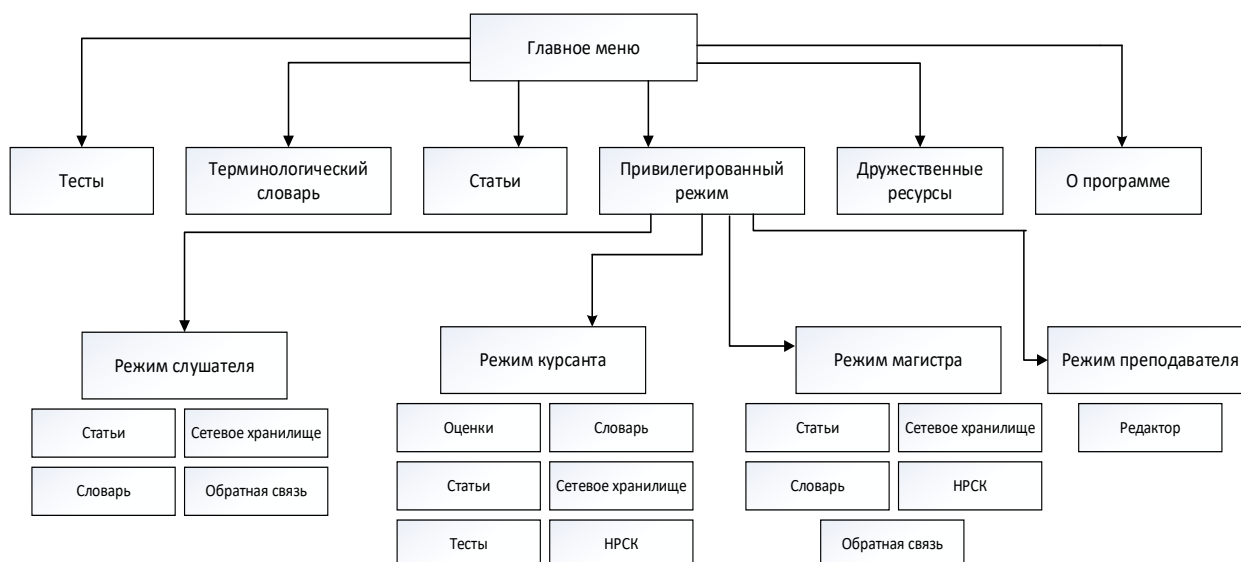 Главное меню
Тесты
Терминологический
словарь
Статьи
Привилегированный
режим
Дружественные
ресурсы
О программе
Режим слушателя
Режим курсанта
Режим магистра
Режим преподавателя
Статьи
Сетевое хранилище
Словарь
Обратная связь
Оценки
Словарь
Статьи
Сетевое хранилище
Тесты
НРСК
Статьи
Сетевое хранилище
Словарь
НРСК
Обратная связь
Редактор